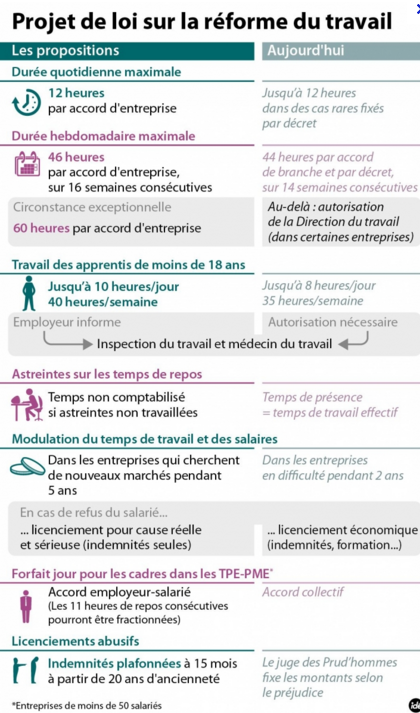 Projet de loi sur la réforme du travail
Les propositions
Aujourd'hui
Durée quotidienne maximale
12 heures
par accord d'entreprise
Jusqu'à 12 heures
dans des cas rares fixés
par décret
Durée hebdomadaire maximale
46 heures
par accord d'entreprise,
sur 16 semaines consécutives
44 heures par accord
de branche et par décret,
sur 14 semaines consécutives
Circonstance exceptionnelle
60 heures par accord d'entreprise
Au-delà : autorisation
de la Direction du travail
(dans certaines entreprises)
Travail des apprentis de moins de 18 ans
Jusqu'à 10 heures/jour
40 heures/semaine
Jusqu'à 8 heures/jour
35 heures/semaine
Employeur informe
Autorisation nécessaire
Inspection du travail et médecin du travail
Astreintes sur les temps de repos
Temps non comptabilisé
si astreintes non travaillées
Temps de présence
= temps de travail effectif
Modulation du temps de travail et des salaires
Dans les entreprises qui cherchent
de nouveaux marchés pendant
5 ans
Dans les entreprises
en difficulté pendant 2 ans
En cas de refus du salarié...
... licenciement pour cause réelle
et sérieuse (indemnités seules)
... licenciement économique
(indemnités, formation...)
Forfait jour pour les cadres dans les TPE-PME*
Accord employeur-salarié
(Les 11 heures de repos consécutives
pourront être fractionnées)
Accord collectif
Licenciements abusifs
Indemnités plafonnées à 15 mois
à partir de 20 ans d'ancienneté
Le juge des Prud'hommes
fixe les montants selon
le préjudice
*Entreprises de moins de 50 salariés